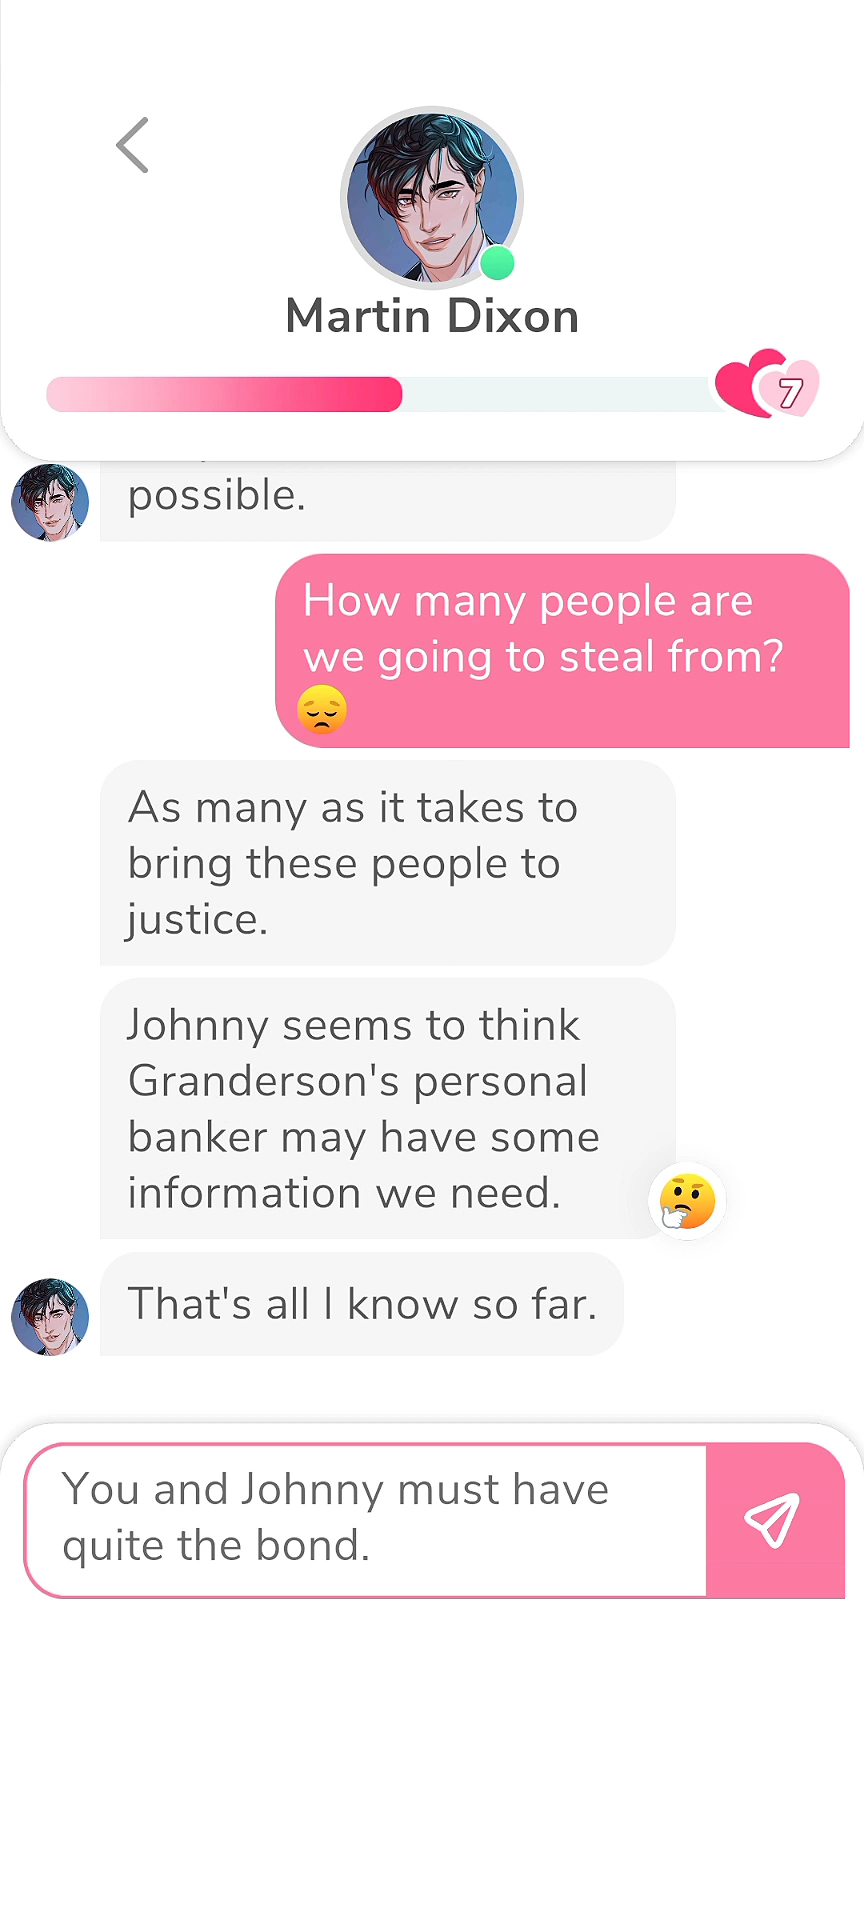 Martin Dixon
7
possible.
How many people are
we going to steal from?
😞
As many as it takes to
bring these people to
justice.
Johnny seems to think
Granderson's personal
banker may have some
information we need.
🤔
That's all I know so far.
You and Johnny must have
quite the bond.